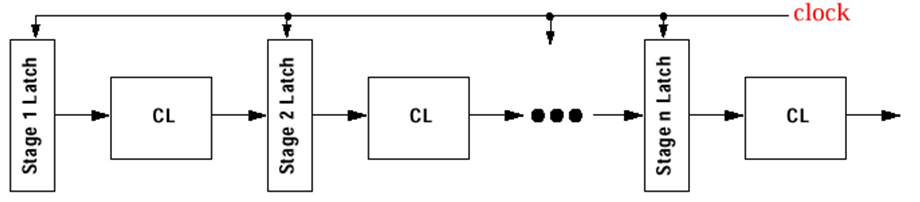 clock
Stage 1 Latch
CL
Stage 2 Latch
CL
Stage n Latch
CL